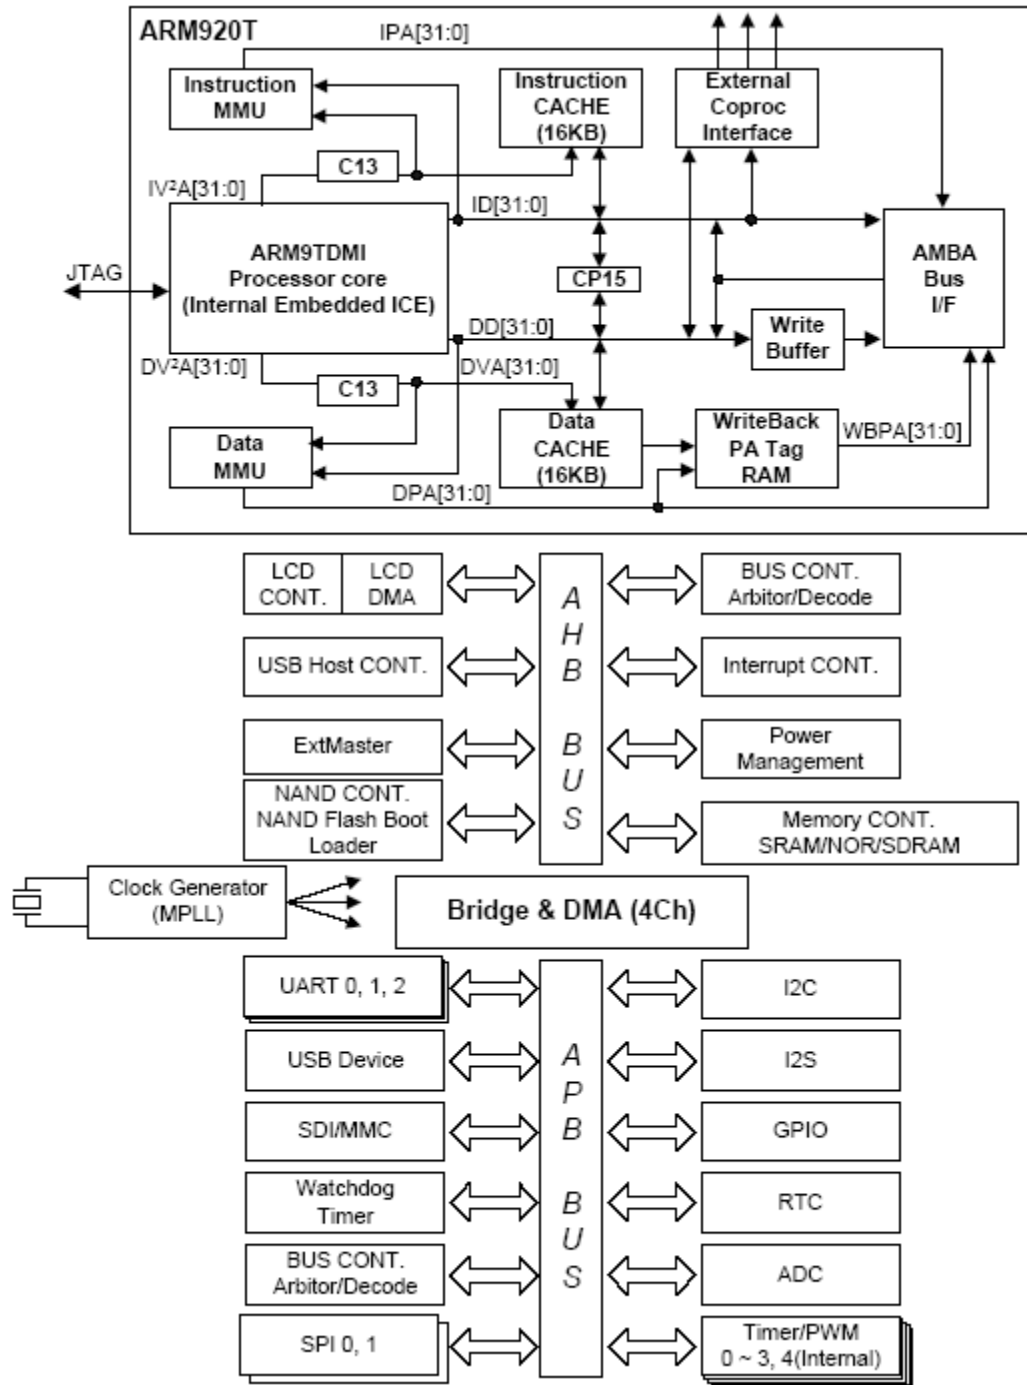 ARM920T
IPA[31:0]
Instruction
MMU
Instruction
CACHE
(16KB)
External
Coproc
Interface
C13
IV²A[31:0]
ID[31:0]
ARM9TDMI
Processor core
(Internal Embedded ICE)
JTAG
CP15
AMBA
Bus
I/F
DD[31:0]
Write
Buffer
DV²A[31:0]
DVA[31:0]
C13
Data
MMU
Data
CACHE
(16KB)
WriteBack
PA Tag
RAM
WBPA[31:0]
DPA[31:0]
LCD
CONT.
LCD
DMA
BUS CONT.
Arbitor/Decode
USB Host CONT.
Interrupt CONT.
ExtMaster
Power
Management
NAND CONT.
NAND Flash Boot
Loader
Memory CONT.
SRAM/NOR/SDRAM
AHB BUS
Clock Generator
(MPLL)
Bridge & DMA (4Ch)
UART 0, 1, 2
I2C
USB Device
I2S
SDI/MMC
GPIO
Watchdog
Timer
RTC
BUS CONT.
Arbitor/Decode
ADC
SPI 0, 1
Timer/PWM
0 ~ 3, 4(Internal)
APB BUS